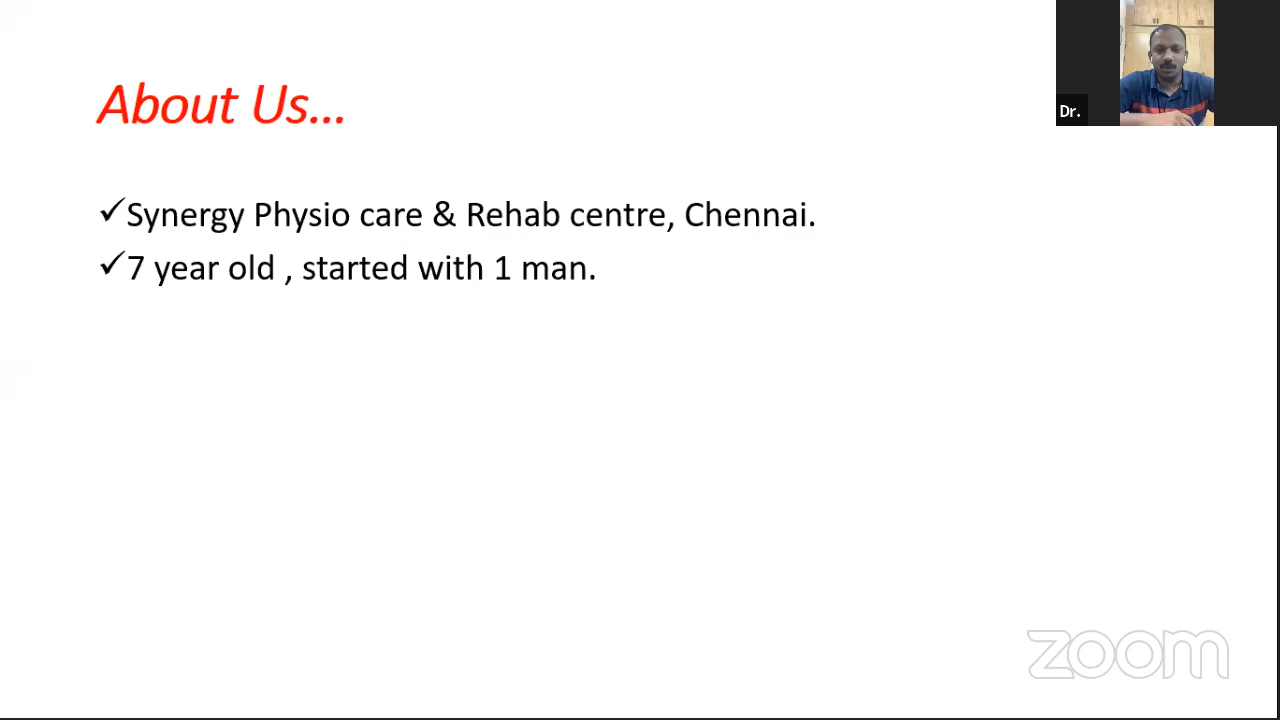 About Us...
✓Synergy Physio care & Rehab centre, Chennai.
✓7 year old , started with 1 man.
Dr.
zoom